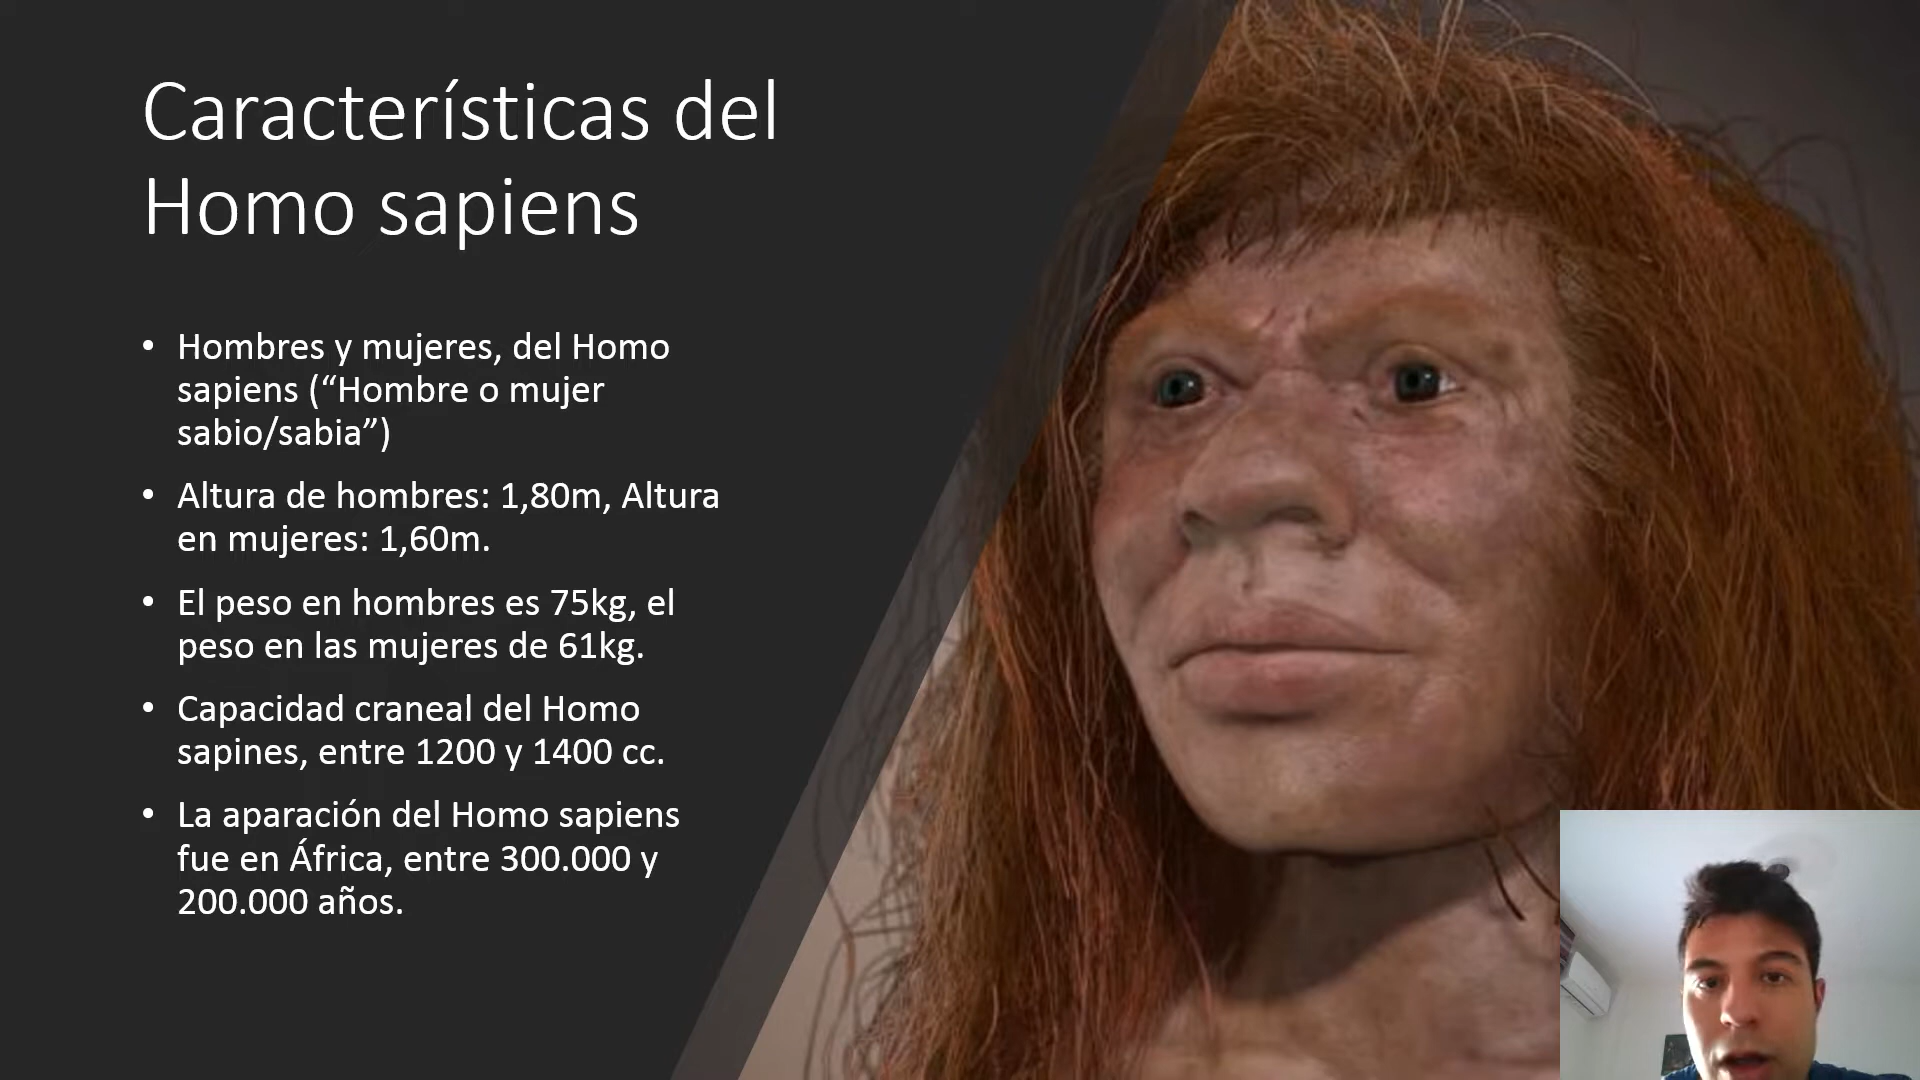 Características del
Homo sapiens
• Hombres y mujeres, del Homo
sapiens (“Hombre o mujer
sabio/sabia”)
• Altura de hombres: 1,80m, Altura
en mujeres: 1,60m.
• El peso en hombres es 75kg, el
peso en las mujeres de 61kg.
• Capacidad craneal del Homo
sapines, entre 1200 y 1400 cc.
• La aparación del Homo sapiens
fue en África, entre 300.000 y
200.000 años.